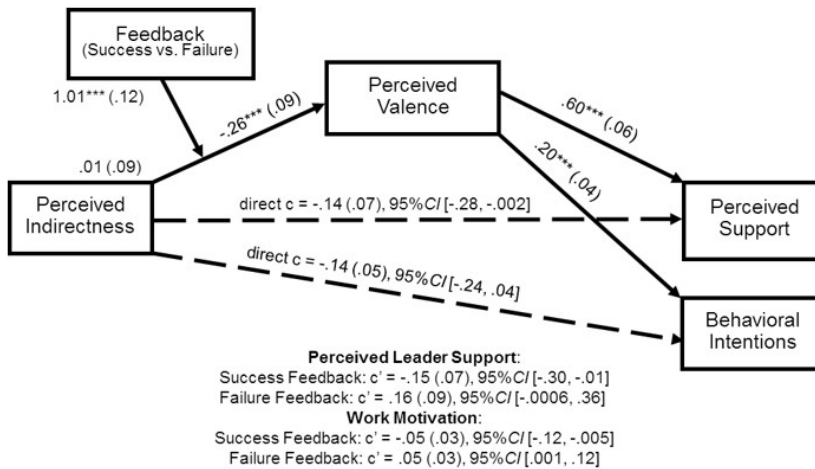 Feedback
(Success vs. Failure)
1.01*** (.12)
-.26*** (.09)
Perceived
Valence
.60*** (.06)
.20*** (.04)
.01 (.09)
Perceived
Indirectness
direct c = -.14 (.07), 95%CI [-.28, -.002]
Perceived
Support
direct c = -.14 (.05), 95%CI [-.24, .04]
Behavioral
Intentions
Perceived Leader Support:
Success Feedback: c' = -.15 (.07), 95%CI [-.30, -.01]
Failure Feedback: c' = .16 (.09), 95%CI [-.0006, .36]
Work Motivation:
Success Feedback: c' = -.05 (.03), 95%CI [-.12, -.005]
Failure Feedback: c' = .05 (.03), 95%CI [.001, .12]